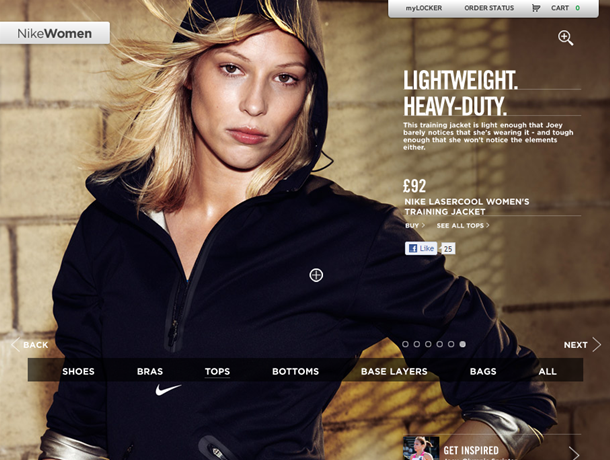 myLOCKER
ORDER STATUS
CART 0
NikeWomen
LIGHTWEIGHT.
HEAVY-DUTY.
This training jacket is light enough that Joey
barely notices that she's wearing it - and tough
enough that she won't notice the elements
either.
£92
NIKE LASERCOOL WOMEN'S
TRAINING JACKET
BUY
SEE ALL TOPS
Like 25
BACK
NEXT
SHOES
BRAS
TOPS
BOTTOMS
BASE LAYERS
BAGS
ALL
GET INSPIRED